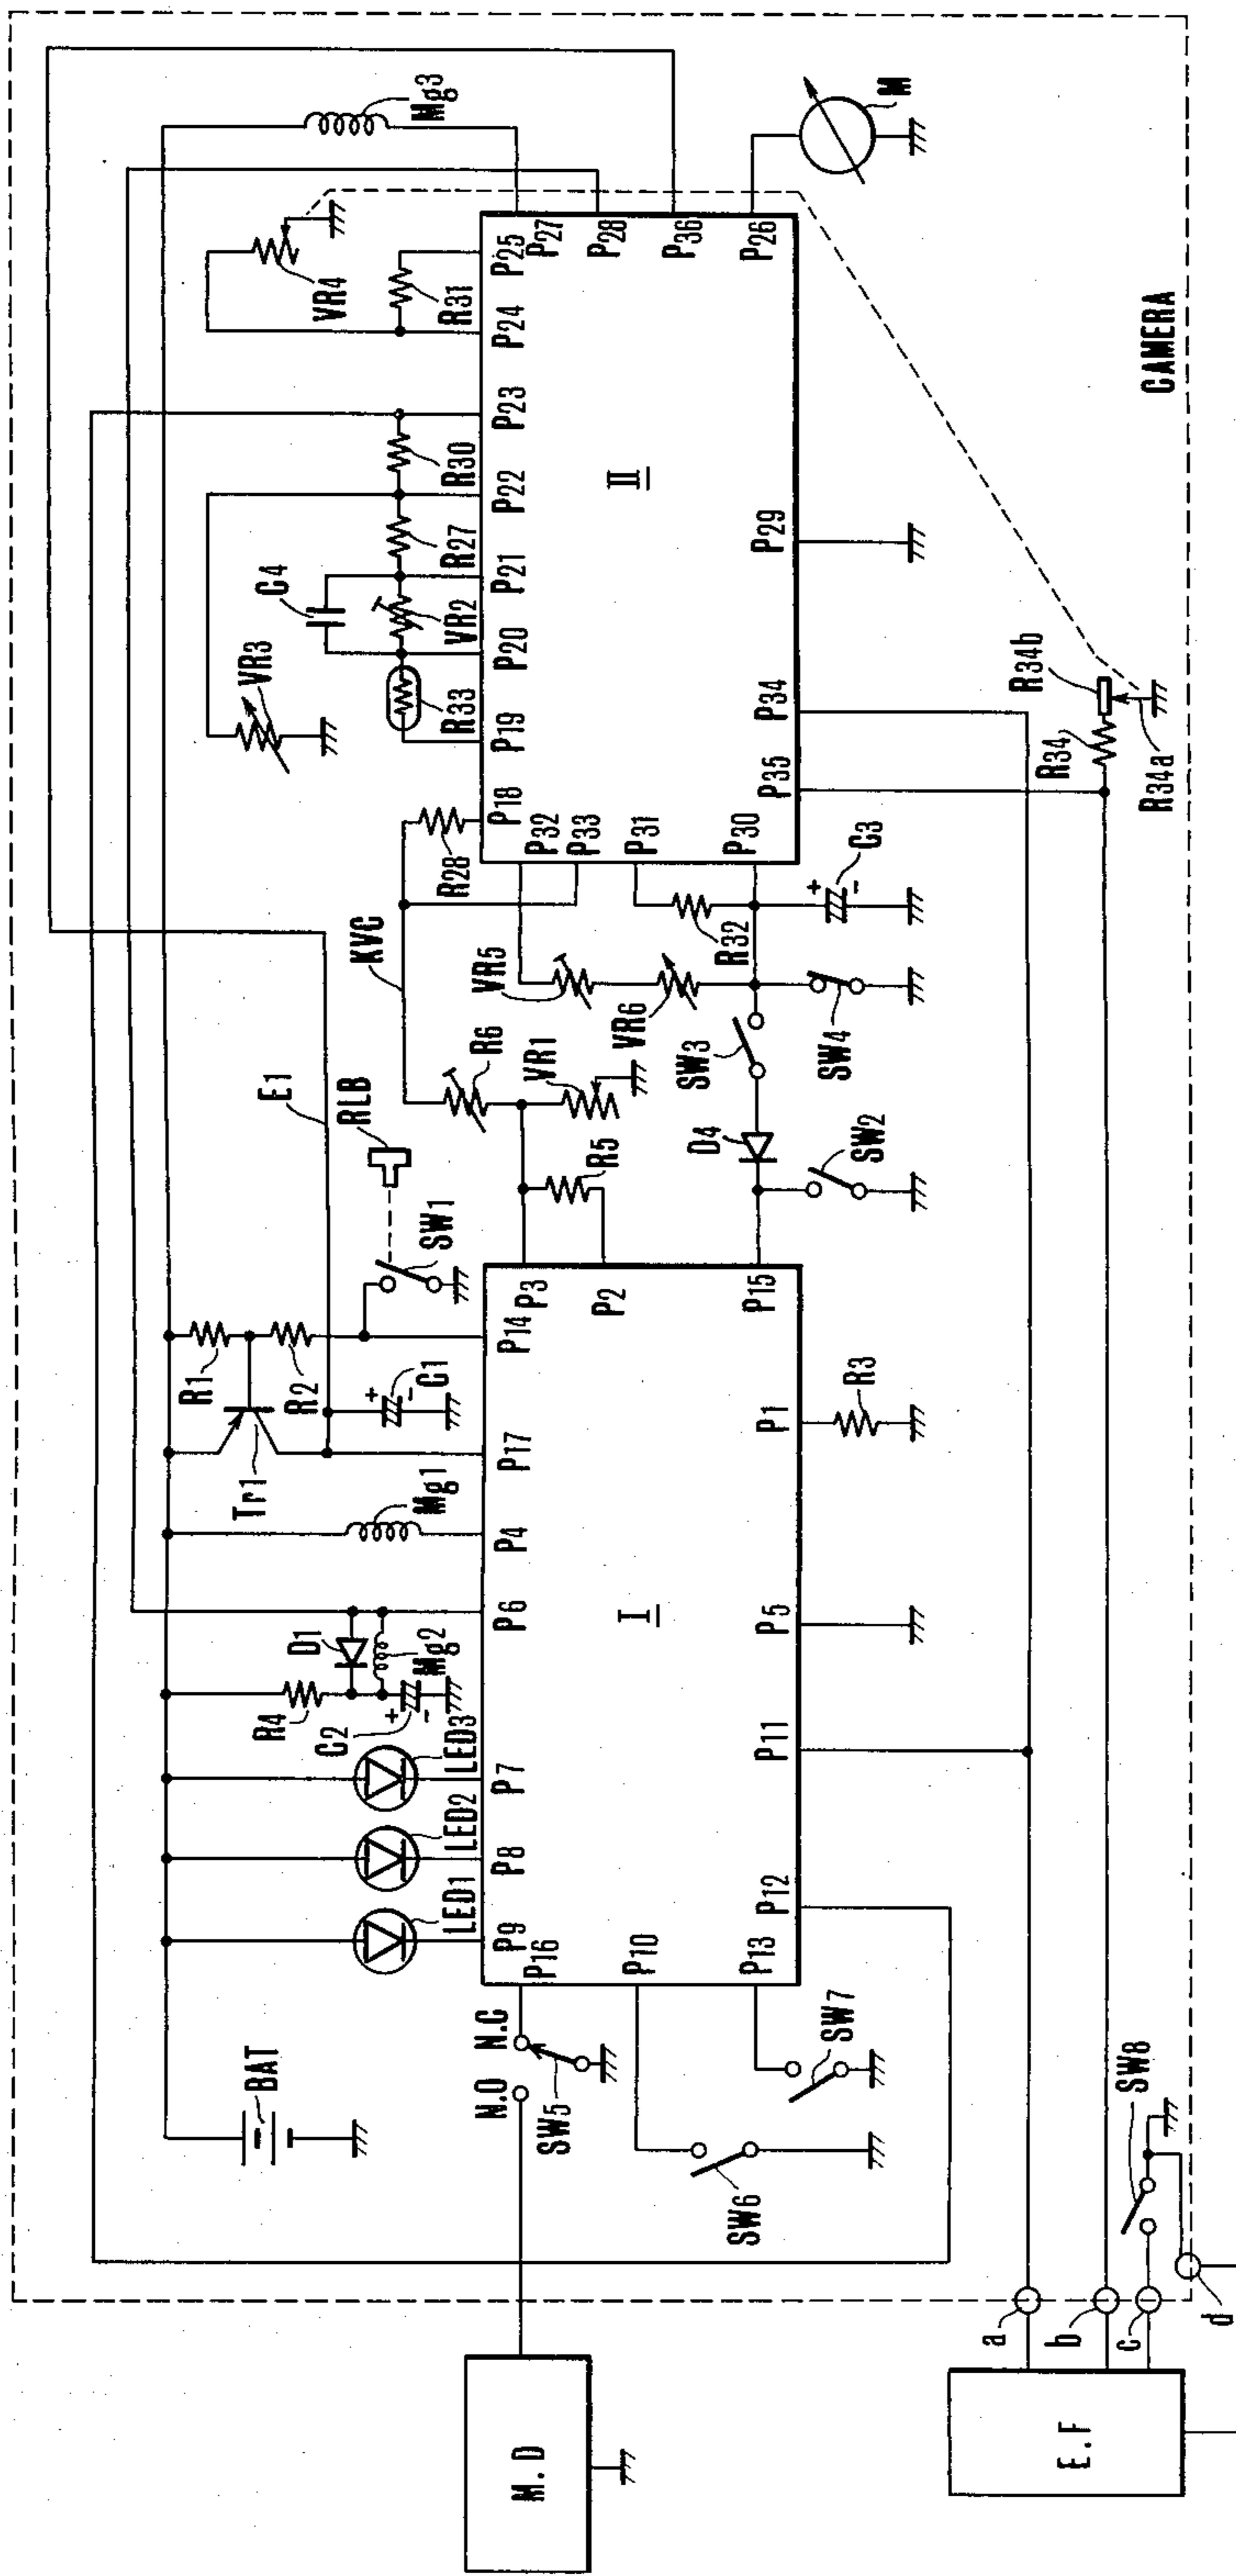 CAMERA
M.D
E.F
BAT
N.O
N.C
SW5
SW6
SW7
SW8
a
b
c
d
LED1
LED2
LED3
R4
C2
D1
Mg2
Mg1
Tr1
R1
R2
C1
E1
RLB
SW1
P9
P8
P7
P6
P4
P17
P14
P16
P10
P13
P12
P11
P5
P1
P3
P2
P15
I
R3
R5
R6
VR1
KVC
D4
SW2
SW3
SW4
VR5
VR6
R32
C3
R28
VR3
R33
VR2
C4
R27
R30
R31
VR4
Mg3
M
P18
P19
P20
P21
P22
P23
P24
P25
P27
P28
P36
P26
P32
P33
P31
P30
P35
P34
P29
II
R34
R34b
R34a